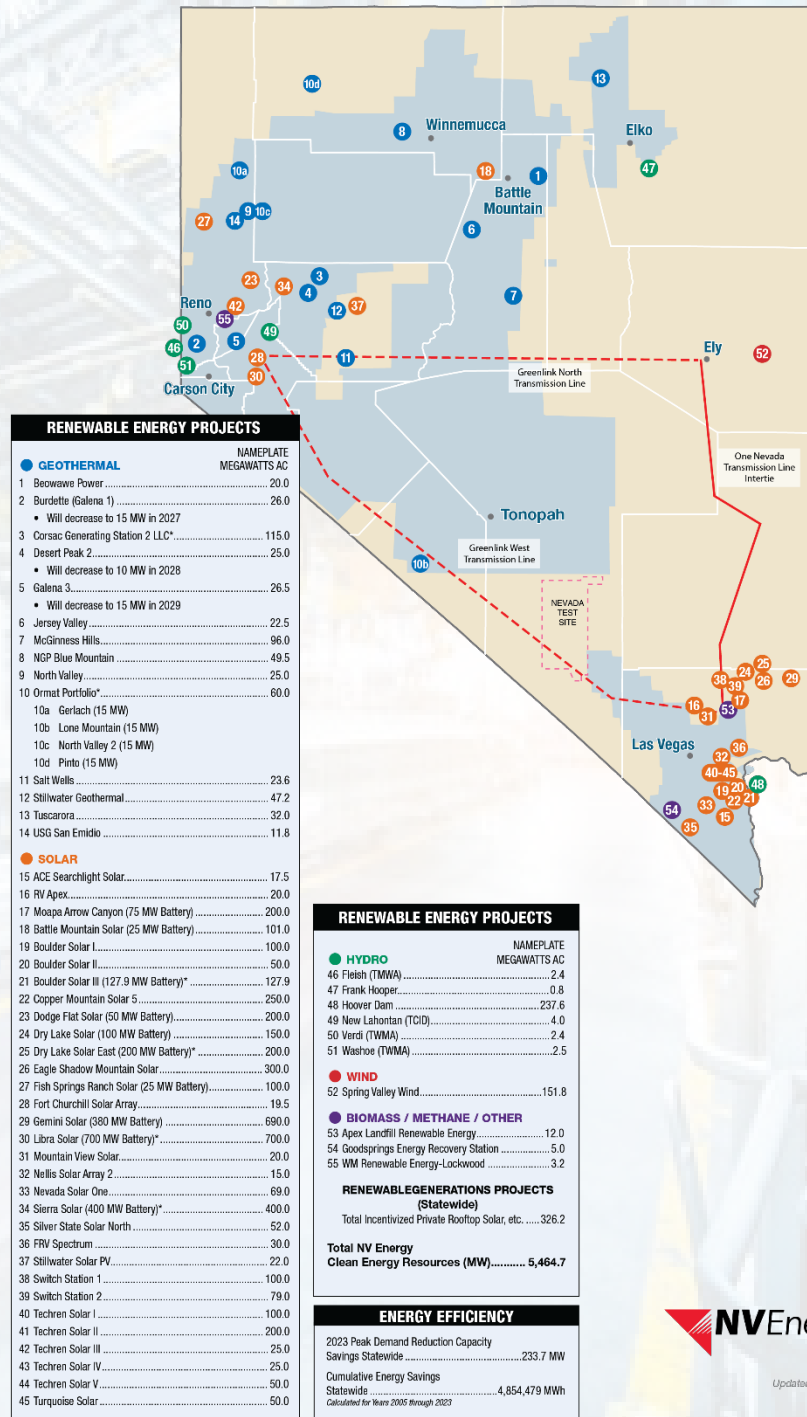 10d
13
8
Winnemucca
Elko
47
10a
18
1
Battle
Mountain
27
14
9
10c
6
23
34
3
4
7
Reno
42
55
12
37
50
49
46
2
5
51
28
11
30
Carson City
Ely
52
Greenlink North
Transmission Line
One Nevada
Transmission Line
Intertie
Tonopah
Greenlink West
Transmission Line
10b
NEVADA
TEST
SITE
38
24
25
39
26
29
16
31
17
53
Las Vegas
36
32
40-45
48
19
20
21
54
33
22
35
15
RENEWABLE ENERGY PROJECTS
NAMEPLATE
GEOTHERMAL MEGAWATTS AC
1 Beowawe Power 20.0
2 Burdette (Galena 1) 26.0
• Will decrease to 15 MW in 2027
3 Corsac Generating Station 2 LLC* 115.0
4 Desert Peak 2 25.0
• Will decrease to 10 MW in 2028
5 Galena 3 26.5
• Will decrease to 15 MW in 2029
6 Jersey Valley 22.5
7 McGinness Hills 96.0
8 NGP Blue Mountain 49.5
9 North Valley 25.0
10 Ormat Portfolio* 60.0
10a Gerlach (15 MW)
10b Lone Mountain (15 MW)
10c North Valley 2 (15 MW)
10d Pinto (15 MW)
11 Salt Wells 23.6
12 Stillwater Geothermal 47.2
13 Tuscarora 32.0
14 USG San Emidio 11.8
SOLAR
15 ACE Searchlight Solar 17.5
16 RV Apex 20.0
17 Moapa Arrow Canyon (75 MW Battery) 200.0
18 Battle Mountain Solar (25 MW Battery) 101.0
19 Boulder Solar I 100.0
20 Boulder Solar II 50.0
21 Boulder Solar III (127.9 MW Battery)* 127.9
22 Copper Mountain Solar 5 250.0
23 Dodge Flat Solar (50 MW Battery) 200.0
24 Dry Lake Solar (100 MW Battery) 150.0
25 Dry Lake Solar East (200 MW Battery)* 200.0
26 Eagle Shadow Mountain Solar 300.0
27 Fish Springs Ranch Solar (25 MW Battery) 100.0
28 Fort Churchill Solar Array 19.5
29 Gemini Solar (380 MW Battery) 690.0
30 Libra Solar (700 MW Battery)* 700.0
31 Mountain View Solar 20.0
32 Nellis Solar Array 2 15.0
33 Nevada Solar One 69.0
34 Sierra Solar (400 MW Battery)* 400.0
35 Silver State Solar North 52.0
36 FRV Spectrum 30.0
37 Stillwater Solar PV 22.0
38 Switch Station 1 100.0
39 Switch Station 2 79.0
40 Techren Solar I 100.0
41 Techren Solar II 200.0
42 Techren Solar III 25.0
43 Techren Solar IV 25.0
44 Techren Solar V 50.0
45 Turquoise Solar 50.0
RENEWABLE ENERGY PROJECTS
NAMEPLATE
HYDRO MEGAWATTS AC
46 Fleish (TMWA) 2.4
47 Frank Hooper 0.8
48 Hoover Dam 237.6
49 New Lahontan (TCID) 4.0
50 Verdi (TWMA) 2.4
51 Washoe (TWMA) 2.5
WIND
52 Spring Valley Wind 151.8
BIOMASS / METHANE / OTHER
53 Apex Landfill Renewable Energy 12.0
54 Goodsprings Energy Recovery Station 5.0
55 WM Renewable Energy-Lockwood 3.2
RENEWABLEGENERATIONS PROJECTS
(Statewide)
Total Incentivized Private Rooftop Solar, etc. 326.2
Total NV Energy
Clean Energy Resources (MW) 5,464.7
ENERGY EFFICIENCY
2023 Peak Demand Reduction Capacity
Savings Statewide 233.7 MW
Cumulative Energy Savings
Statewide 4,854,479 MWh
Calculated for Years 2005 through 2023
NVEne
Updated